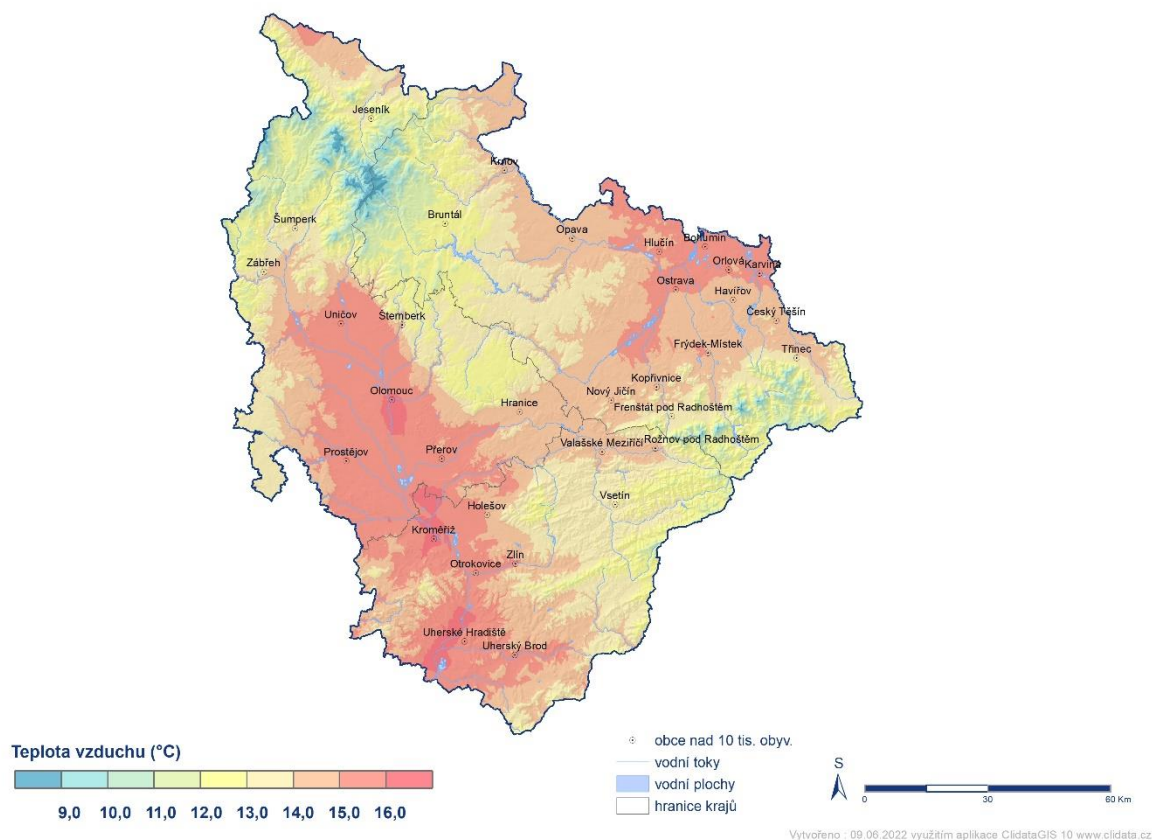 Jeseník
Krnov
Šumperk
Bruntál
Opava
Hlučín
Bohumín
Zábřeh
Orlová
Karviná
Ostrava
Havířov
Uničov
Štemberk
Český Těšín
Frýdek-Místek
Třinec
Kopřivnice
Olomouc
Nový Jičín
Hranice
Frenštát pod Radhoštěm
Valašské Meziříčí
Rožnov pod Radhoštěm
Prostějov
Přerov
Vsetín
Holešov
Kroměříž
Zlín
Otrokovice
Uherské Hradiště
Uherský Brod
Teplota vzduchu (°C)
9,0 10,0 11,0 12,0 13,0 14,0 15,0 16,0
obce nad 10 tis. obyv.
vodní toky
vodní plochy
hranice krajů
S
0 30 60 Km
Vytvořeno : 09.06.2022 využitím aplikace ClidataGIS 10 www.clidata.cz